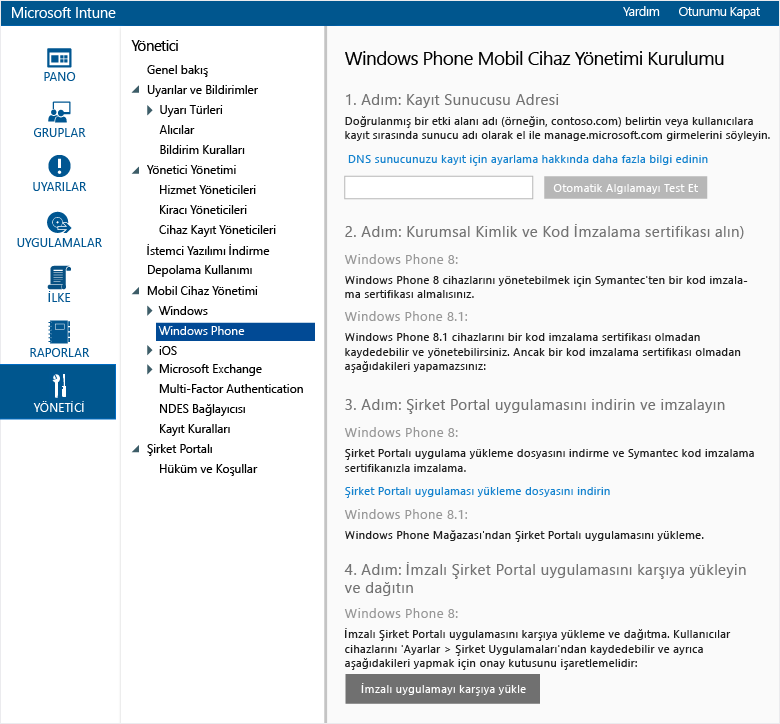 Microsoft Intune
Yardım
Oturumu Kapat
PANO
GRUPLAR
UYARILAR
UYGULAMALAR
İLKE
RAPORLAR
YÖNETİCİ
Yönetici
Genel bakış
Uyarılar ve Bildirimler
Uyarı Türleri
Alıcılar
Bildirim Kuralları
Yönetici Yönetimi
Hizmet Yöneticileri
Kiracı Yöneticileri
Cihaz Kayıt Yöneticileri
İstemci Yazılımı İndirme
Depolama Kullanımı
Mobil Cihaz Yönetimi
Windows
Windows Phone
iOS
Microsoft Exchange
Multi-Factor Authentication
NDES Bağlayıcısı
Kayıt Kuralları
Şirket Portalı
Hüküm ve Koşullar
Windows Phone Mobil Cihaz Yönetimi Kurulumu
1. Adım: Kayıt Sunucusu Adresi
Doğrulanmış bir etki alanı adı (örneğin, contoso.com) belirtin veya kullanıcılara
kayıt sırasında sunucu adı olarak el ile manage.microsoft.com girmelerini söyleyin.
DNS sunucunuzu kayıt için ayarlama hakkında daha fazla bilgi edinin
Otomatik Algılamayı Test Et
2. Adım: Kurumsal Kimlik ve Kod İmzalama sertifikası alın)
Windows Phone 8:
Windows Phone 8 cihazlarını yönetebilmek için Symantec'ten bir kod imzala-
ma sertifikası almalısınız.
Windows Phone 8.1:
Windows Phone 8.1 cihazlarını bir kod imzalama sertifikası olmadan
kaydedebilir ve yönetebilirsiniz. Ancak bir kod imzalama sertifikası olmadan
aşağıdakileri yapamazsınız:
3. Adım: Şirket Portal uygulamasını indirin ve imzalayın
Windows Phone 8:
Şirket Portalı uygulama yükleme dosyasını indirme ve Symantec kod imzalama
sertifikanızla imzalama.
Şirket Portalı uygulaması yükleme dosyasını indirin
Windows Phone 8.1:
Windows Phone Mağazası'ndan Şirket Portalı uygulamasını yükleme.
4. Adım: İmzalı Şirket Portal uygulamasını karşıya yükleyin
ve dağıtın
Windows Phone 8:
İmzalı Şirket Portalı uygulamasını karşıya yükleme ve dağıtma. Kullanıcılar
cihazlarını 'Ayarlar > Şirket Uygulamaları'ndan kaydedebilir ve ayrıca
aşağıdakileri yapmak için onay kutusunu işaretlemelidir:
İmzalı uygulamayı karşıya yükle